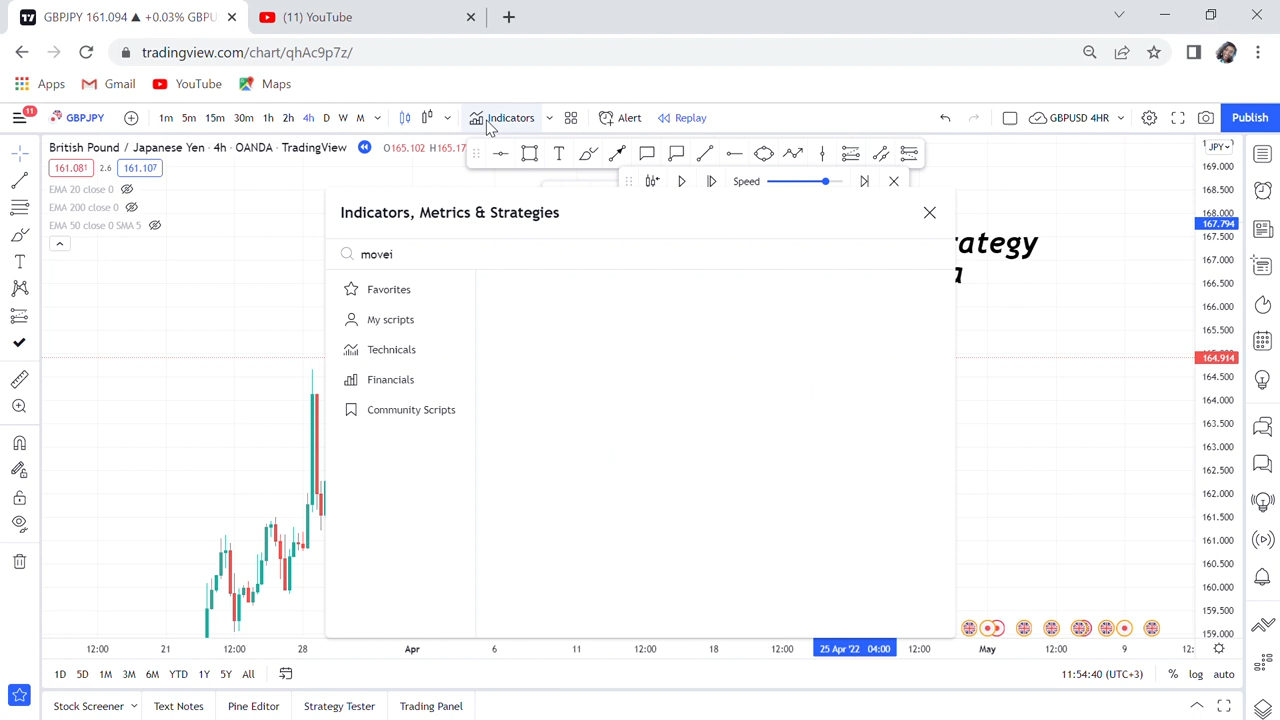 GBPJPY 161.094 ▲ +0.03% GBPU
(11) YouTube
tradingview.com/chart/qhAc9p7z/
Apps
Gmail
YouTube
Maps
11
GBPJPY
1m 5m 15m 30m 1h 2h 4h D W M
Indicators
Alert
Replay
GBPUSD 4HR
Publish
British Pound / Japanese Yen · 4h · OANDA · TradingView
O165.102 H165.17
161.081 2.6 161.107
EMA 20 close 0
EMA 200 close 0
EMA 50 close 0 SMA 5
Speed
Indicators, Metrics & Strategies
movei
Favorites
My scripts
Technicals
Financials
Community Scripts
rategy
a
JPY
169.000
168.500
168.000
167.794
167.500
167.000
166.500
166.000
165.500
164.914
164.500
164.000
163.500
163.000
162.500
162.000
161.500
161.000
160.500
160.000
159.500
159.000
12:00 21 12:00 28 Apr 6 11 12:00 18 12:00 25 Apr '22 04:00 12:00 May 12:00 9 12:
1D 5D 1M 3M 6M YTD 1Y 5Y All
11:54:40 (UTC+3) % log auto
Stock Screener Text Notes Pine Editor Strategy Tester Trading Panel